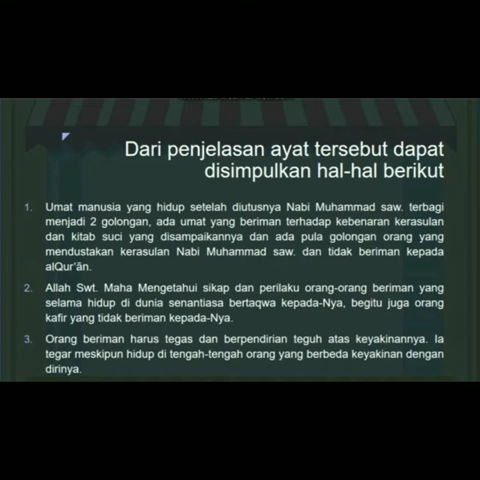 Dari penjelasan ayat tersebut dapat
disimpulkan hal-hal berikut
1. Umat manusia yang hidup setelah diutusnya Nabi Muhammad saw. terbagi
menjadi 2 golongan, ada umat yang beriman terhadap kebenaran kerasulan
dan kitab suci yang disampaikannya dan ada pula golongan orang yang
mendustakan kerasulan Nabi Muhammad saw. dan tidak beriman kepada
alQur'ān.
2. Allah Swt. Maha Mengetahui sikap dan perilaku orang-orang beriman yang
selama hidup di dunia senantiasa bertaqwa kepada-Nya, begitu juga orang
kafir yang tidak beriman kepada-Nya.
3. Orang beriman harus tegas dan berpendirian teguh atas keyakinannya. Ia
tegar meskipun hidup di tengah-tengah orang yang berbeda keyakinan dengan
dirinya.